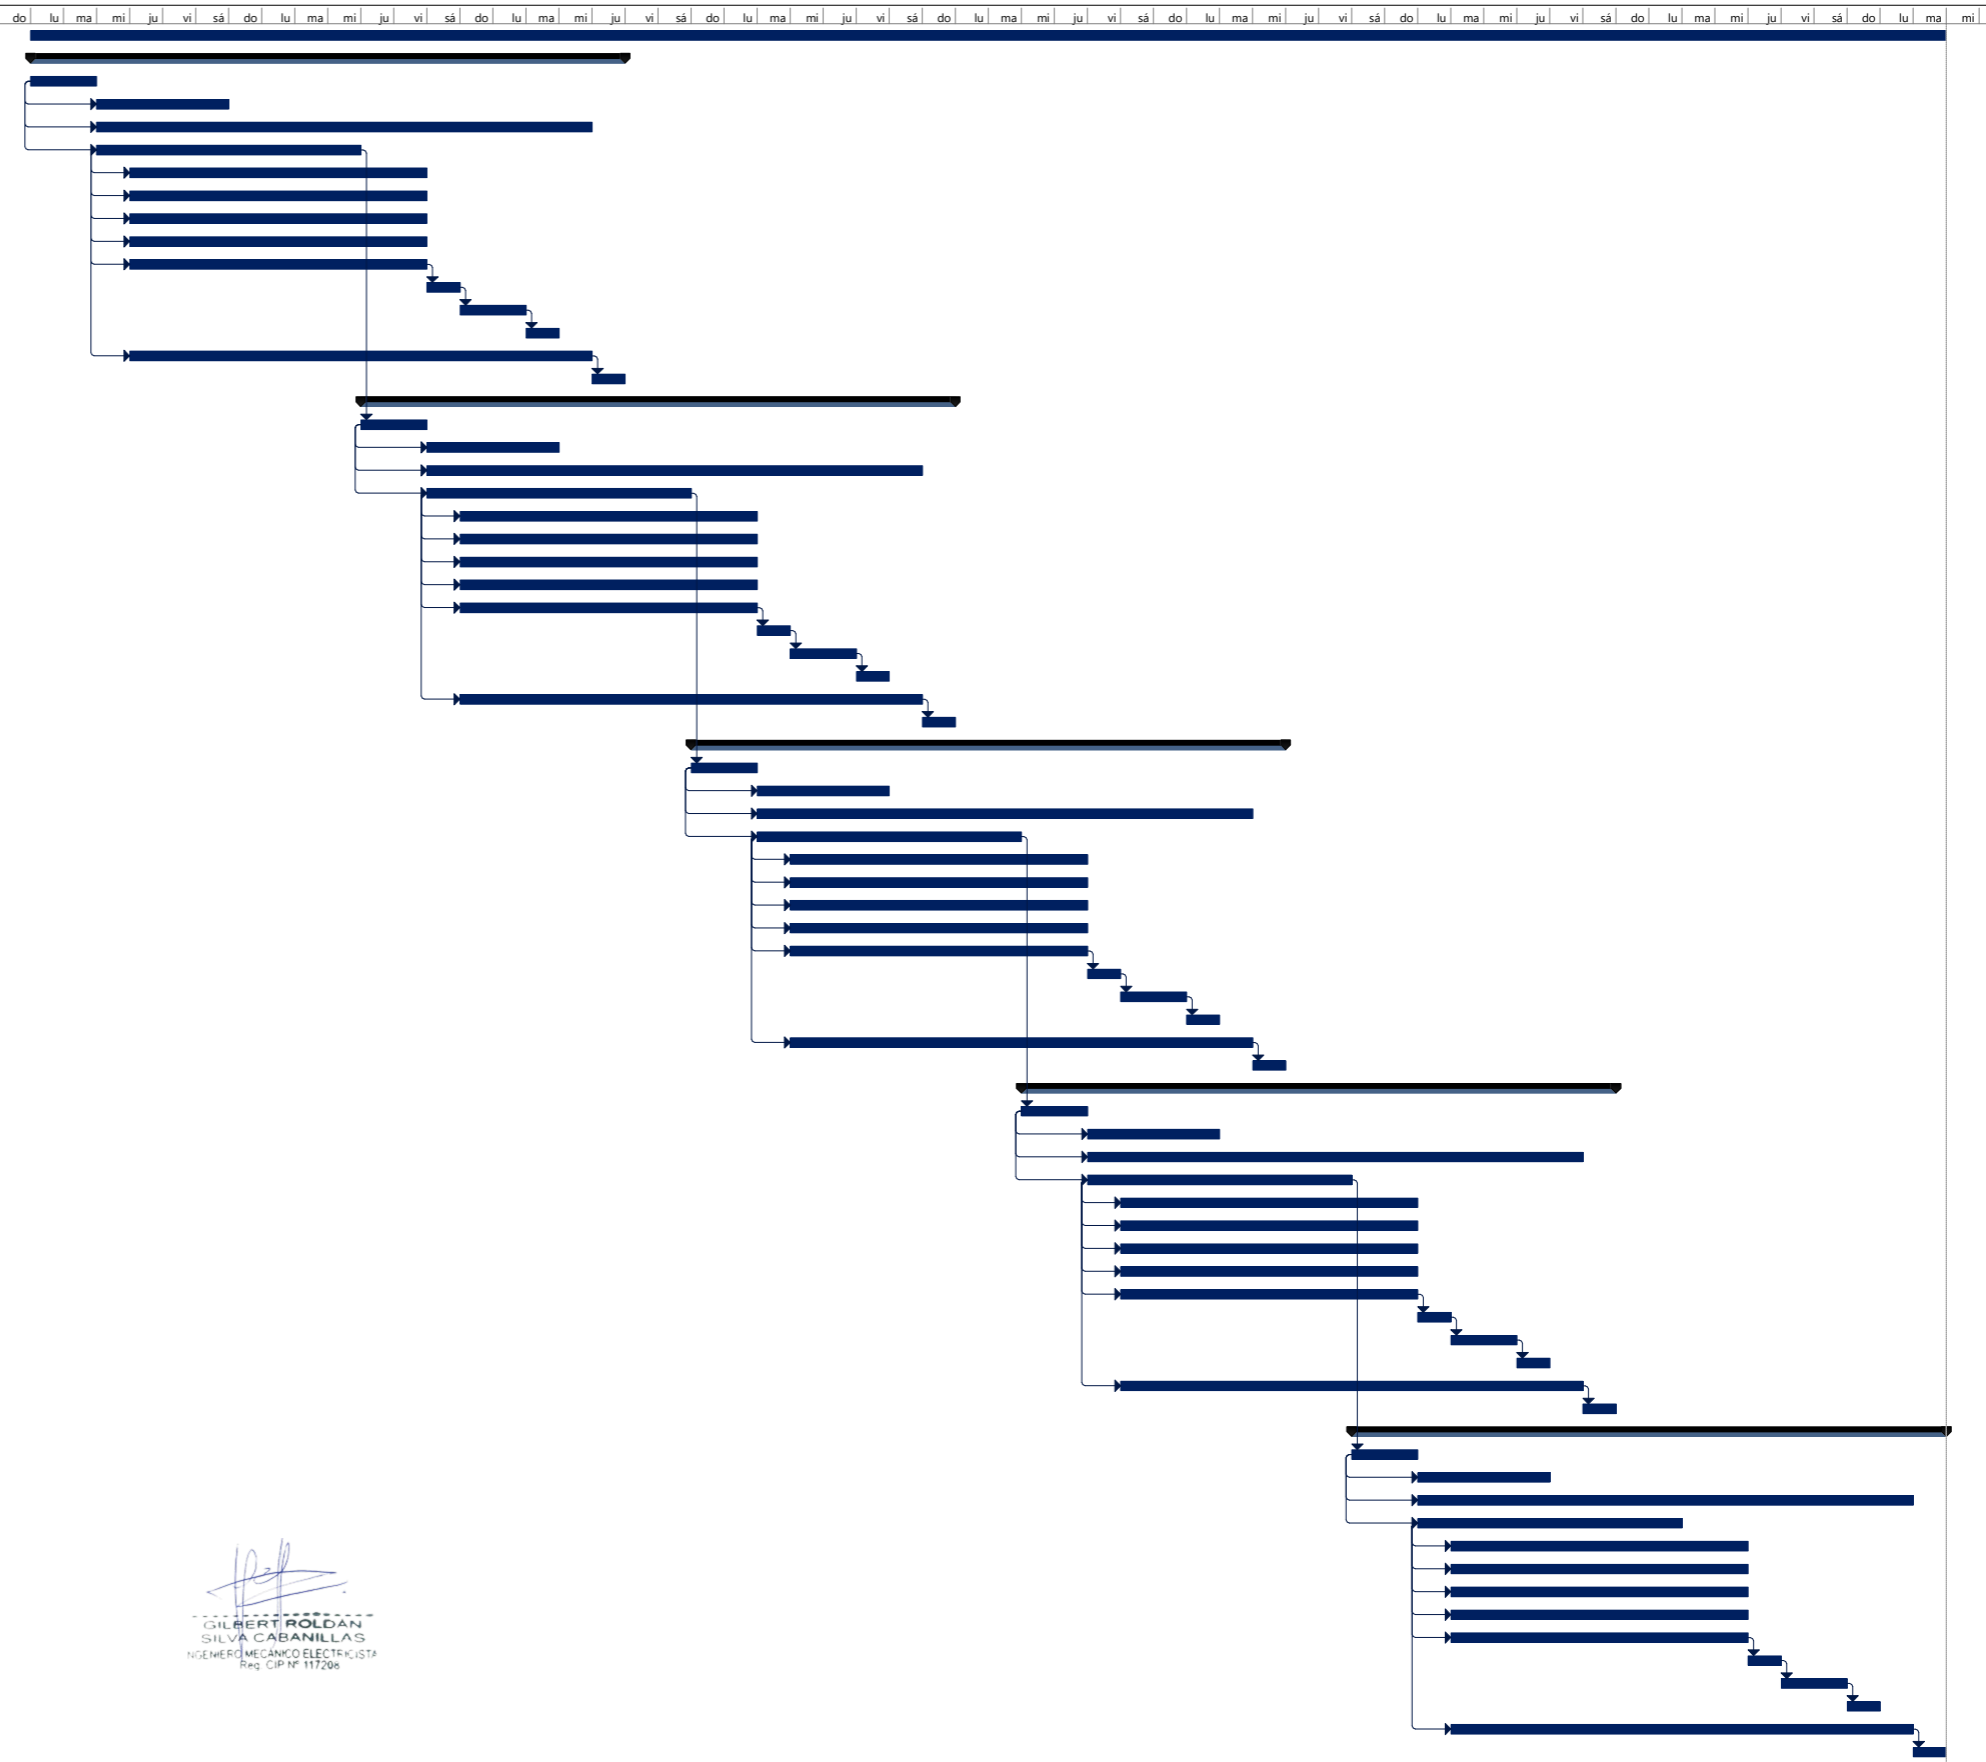 do lu ma mi ju vi sá do lu ma mi ju vi sá do lu ma mi ju vi sá do lu ma mi ju vi sá do lu ma mi ju vi sá do lu ma mi ju vi sá do lu ma mi ju vi sá do lu ma mi ju vi sá do lu ma mi
GILBERT ROLDAN
SILVA CABANILLAS
NGENIERO MECANICO ELECTRICISTA
Reg. CIP Nº 117208